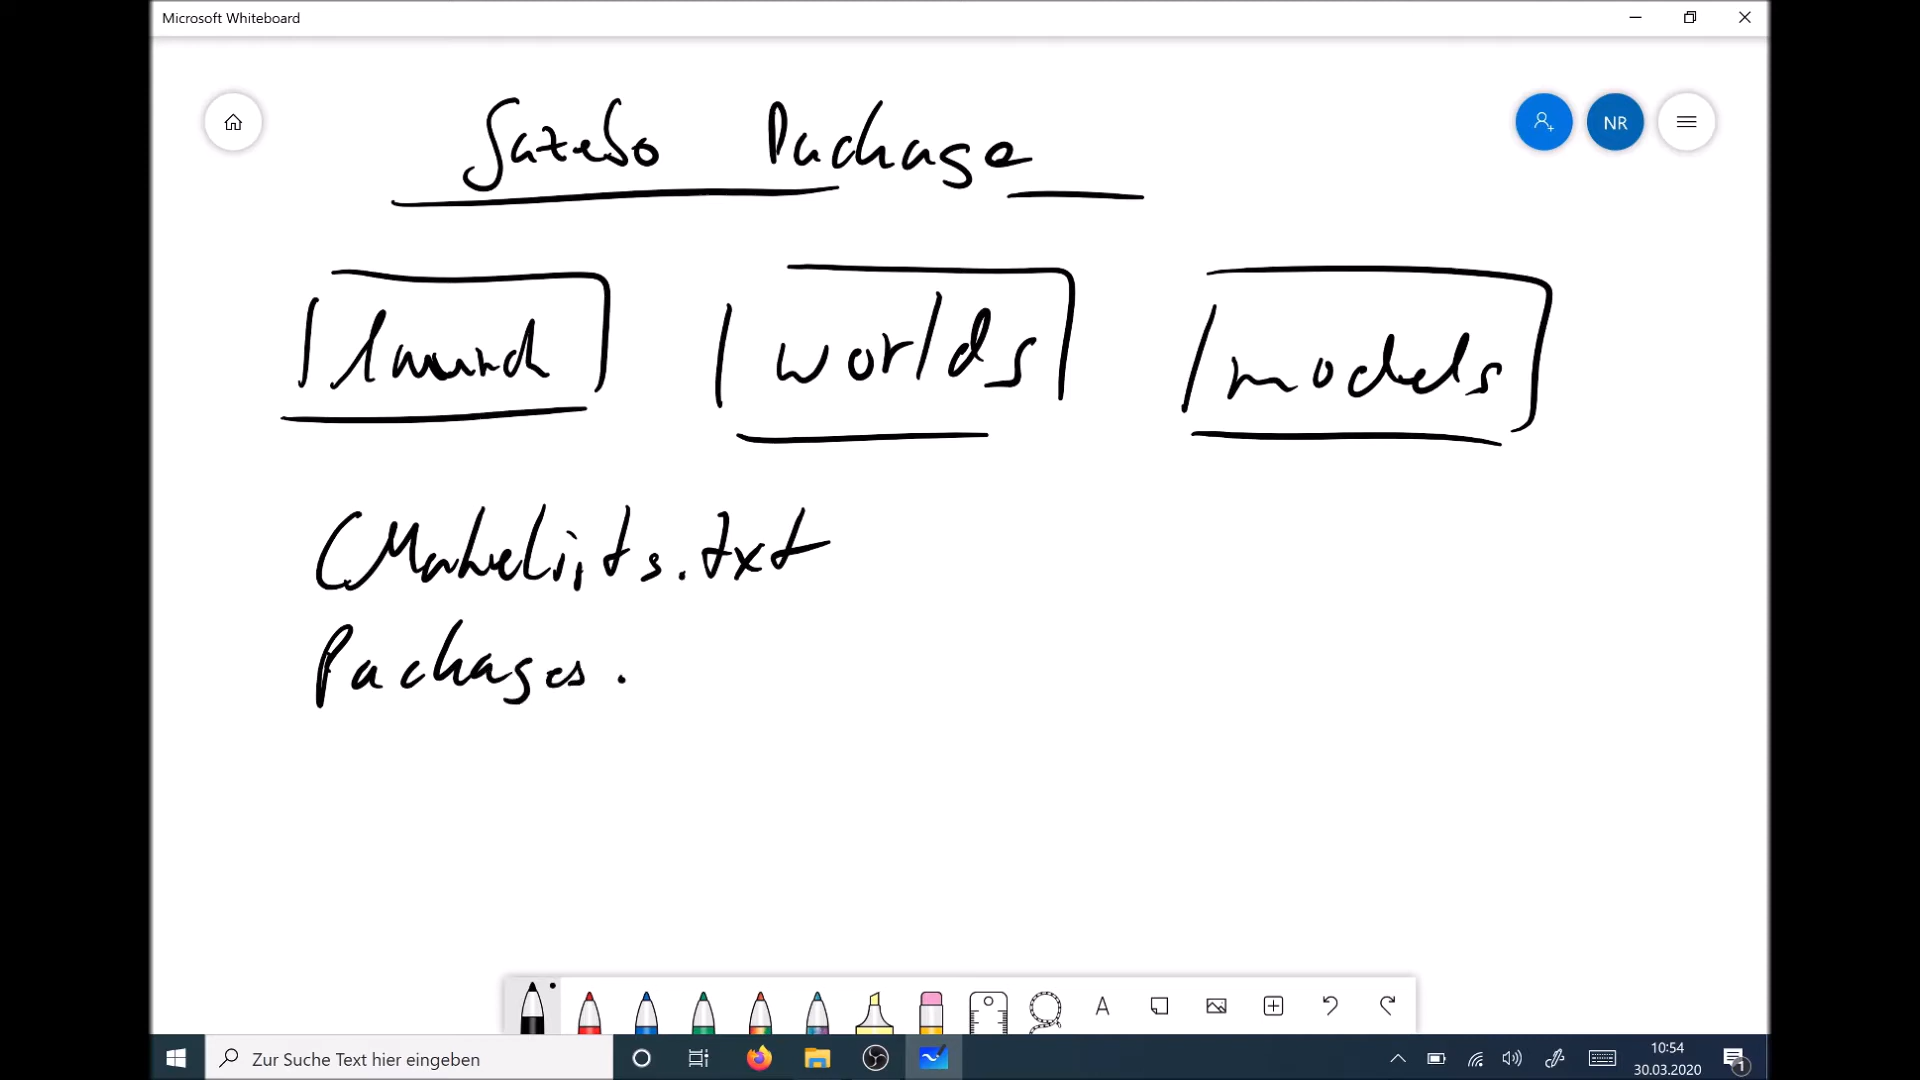 Microsoft Whiteboard
Gazebo Package
NR
/launch /worlds /models
CMakeLists.txt
Packages.
A
Zur Suche Text hier eingeben
10:54
30.03.2020
1